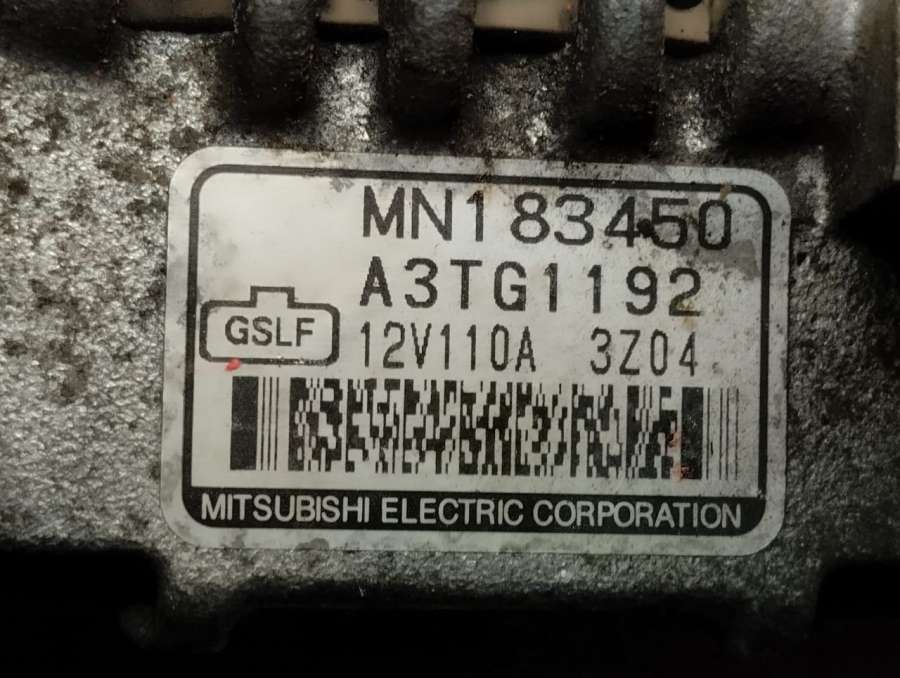 MN183450
A3TG1192
GSLF
12V110A 3Z04
MITSUBISHI ELECTRIC CORPORATION